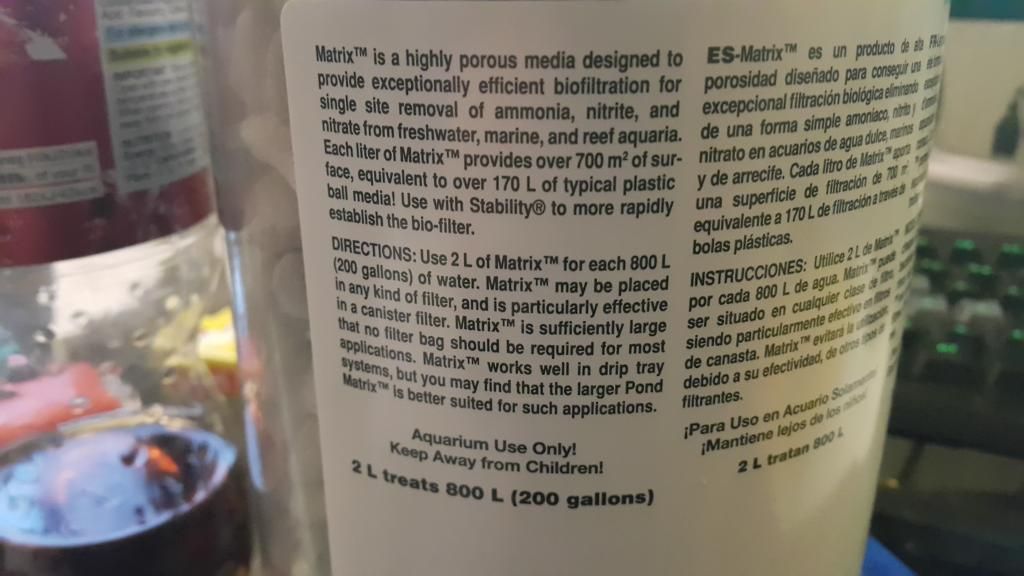 Matrix™ is a highly porous media designed to
provide exceptionally efficient biofiltration for
single site removal of ammonia, nitrite, and
nitrate from freshwater, marine, and reef aquaria.
Each liter of Matrix™ provides over 700 m² of sur-
face, equivalent to over 170 L of typical plastic
ball media! Use with Stability® to more rapidly
establish the bio-filter.
DIRECTIONS: Use 2 L of Matrix™ for each 800 L
(200 gallons) of water. Matrix™ may be placed
in any kind of filter, and is particularly effective
in a canister filter. Matrix™ is sufficiently large
that no filter bag should be required for most
applications. Matrix™ works well in drip tray
systems, but you may find that the larger Pond
Matrix™ is better suited for such applications.
Aquarium Use Only!
Keep Away from Children!
2 L treats 800 L (200 gallons)
ES-Matrix™ es un producto de alta
porosidad diseñado para conseguir una
excepcional filtración biológica eliminando
de una forma simple amoniaco, nitrito y
nitrato en acuarios de agua dulce, marinos
y de arrecife. Cada litro de Matrix™ aporta
una superficie de filtración de 700 m²
equivalente a 170 L de filtración a través de
bolas plásticas.
INSTRUCCIONES: Utilice 2 L de Matrix™
por cada 800 L de agua. Matrix™ puede
ser situado en cualquier clase de filtro,
siendo particularmente efectivo en filtros
de canasta. Matrix™ evitará la utilización,
debido a su efectividad, de otros tipos de
filtrantes.
¡Para Uso en Acuario Solamente!
¡Mantiene lejos de los niños!
2 L tratan 800 L